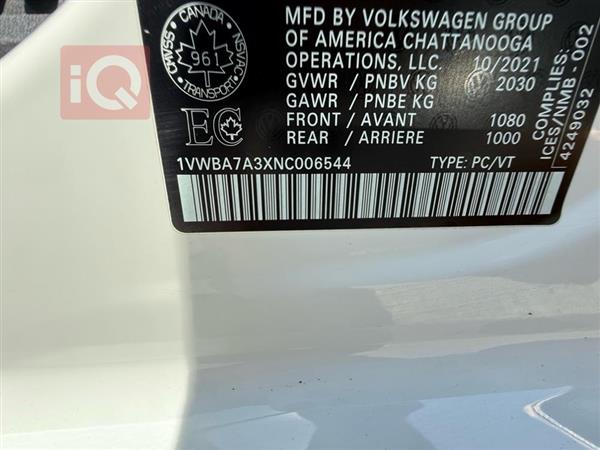 iQ
CANADA
CMVSS
961
NSVAC
TRANSPORT
EC
MFD BY VOLKSWAGEN GROUP
OF AMERICA CHATTANOOGA
OPERATIONS, LLC. 10/2021
GVWR / PNBV KG 2030
GAWR / PNBE KG
FRONT / AVANT 1080
REAR / ARRIERE 1000
1VWBA7A3XNC006544 TYPE: PC/VT
COMPLIES:
ICES/NMB - 002
4249032